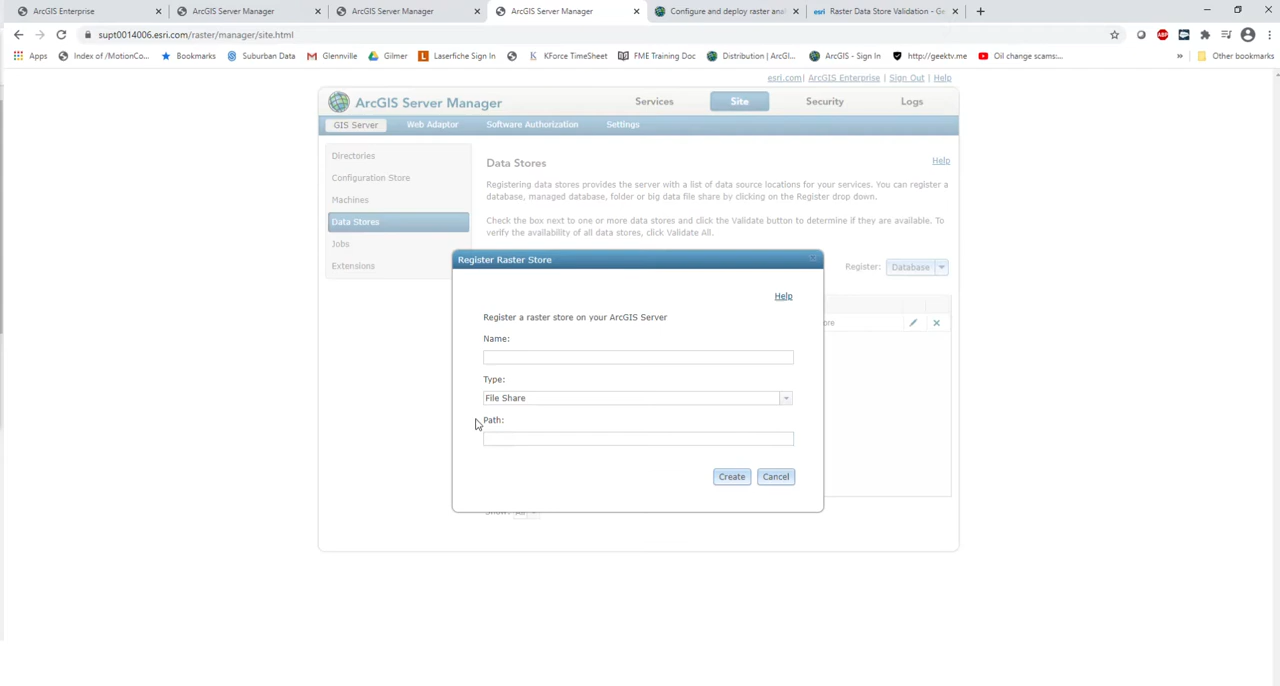 ArcGIS Enterprise
ArcGIS Server Manager
ArcGIS Server Manager
ArcGIS Server Manager
Configure and deploy raster anal
esri Raster Data Store Validation - Ge
supt0014006.esri.com/raster/manager/site.html
Apps
Index of /MotionCo...
Bookmarks
Suburban Data
Glennville
Gilmer
Laserfiche Sign In
KForce TimeSheet
FME Training Doc
Distribution | ArcGI...
ArcGIS - Sign In
http://geektv.me
Oil change scams:...
Other bookmarks
esri.com | ArcGIS Enterprise | Sign Out | Help
ArcGIS Server Manager
Services
Site
Security
Logs
GIS Server
Web Adaptor
Software Authorization
Settings
Directories
Configuration Store
Machines
Data Stores
Jobs
Extensions
Data Stores
Help
Registering data stores provides the server with a list of data source locations for your services. You can register a
database, managed database, folder or big data file share by clicking on the Register drop down.
Check the box next to one or more data stores and click the Validate button to determine if they are available. To
verify the availability of all data stores, click Validate All.
Register:
Database
ore
Register Raster Store
Help
Register a raster store on your ArcGIS Server
Name:
Type:
File Share
Path:
Create
Cancel